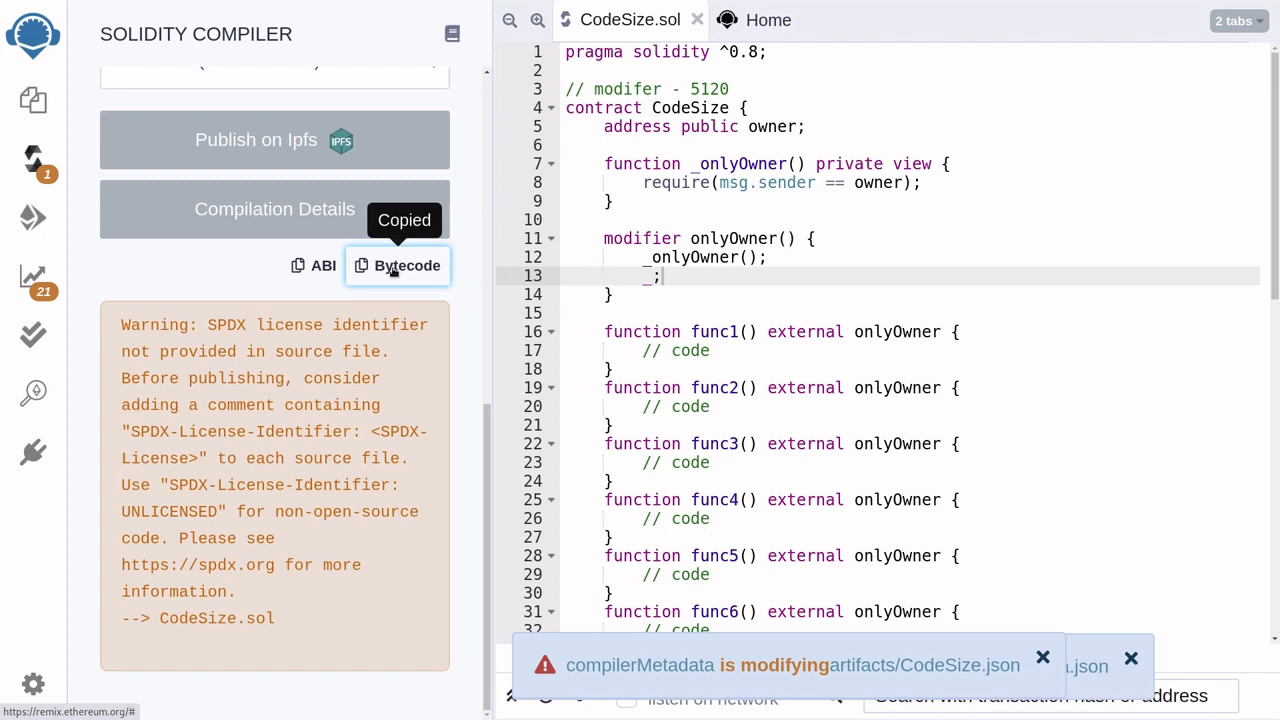 SOLIDITY COMPILER
Publish on Ipfs IPFS
Compilation Details
Copied
ABI Bytecode
1
21
Warning: SPDX license identifier
not provided in source file.
Before publishing, consider
adding a comment containing
"SPDX-License-Identifier: <SPDX-
License>" to each source file.
Use "SPDX-License-Identifier:
UNLICENSED" for non-open-source
code. Please see
https://spdx.org for more
information.
--> CodeSize.sol
https://remix.ethereum.org/#
CodeSize.sol Home 2 tabs
1 pragma solidity ^0.8;
2
3 // modifer - 5120
4 contract CodeSize {
5 address public owner;
6
7 function _onlyOwner() private view {
8 require(msg.sender == owner);
9 }
10
11 modifier onlyOwner() {
12 _onlyOwner();
13 _;
14 }
15
16 function func1() external onlyOwner {
17 // code
18 }
19 function func2() external onlyOwner {
20 // code
21 }
22 function func3() external onlyOwner {
23 // code
24 }
25 function func4() external onlyOwner {
26 // code
27 }
28 function func5() external onlyOwner {
29 // code
30 }
31 function func6() external onlyOwner {
32 // code
compilerMetadata is modifyingartifacts/CodeSize.json
a.json
listen on network
Search with transaction hash or address